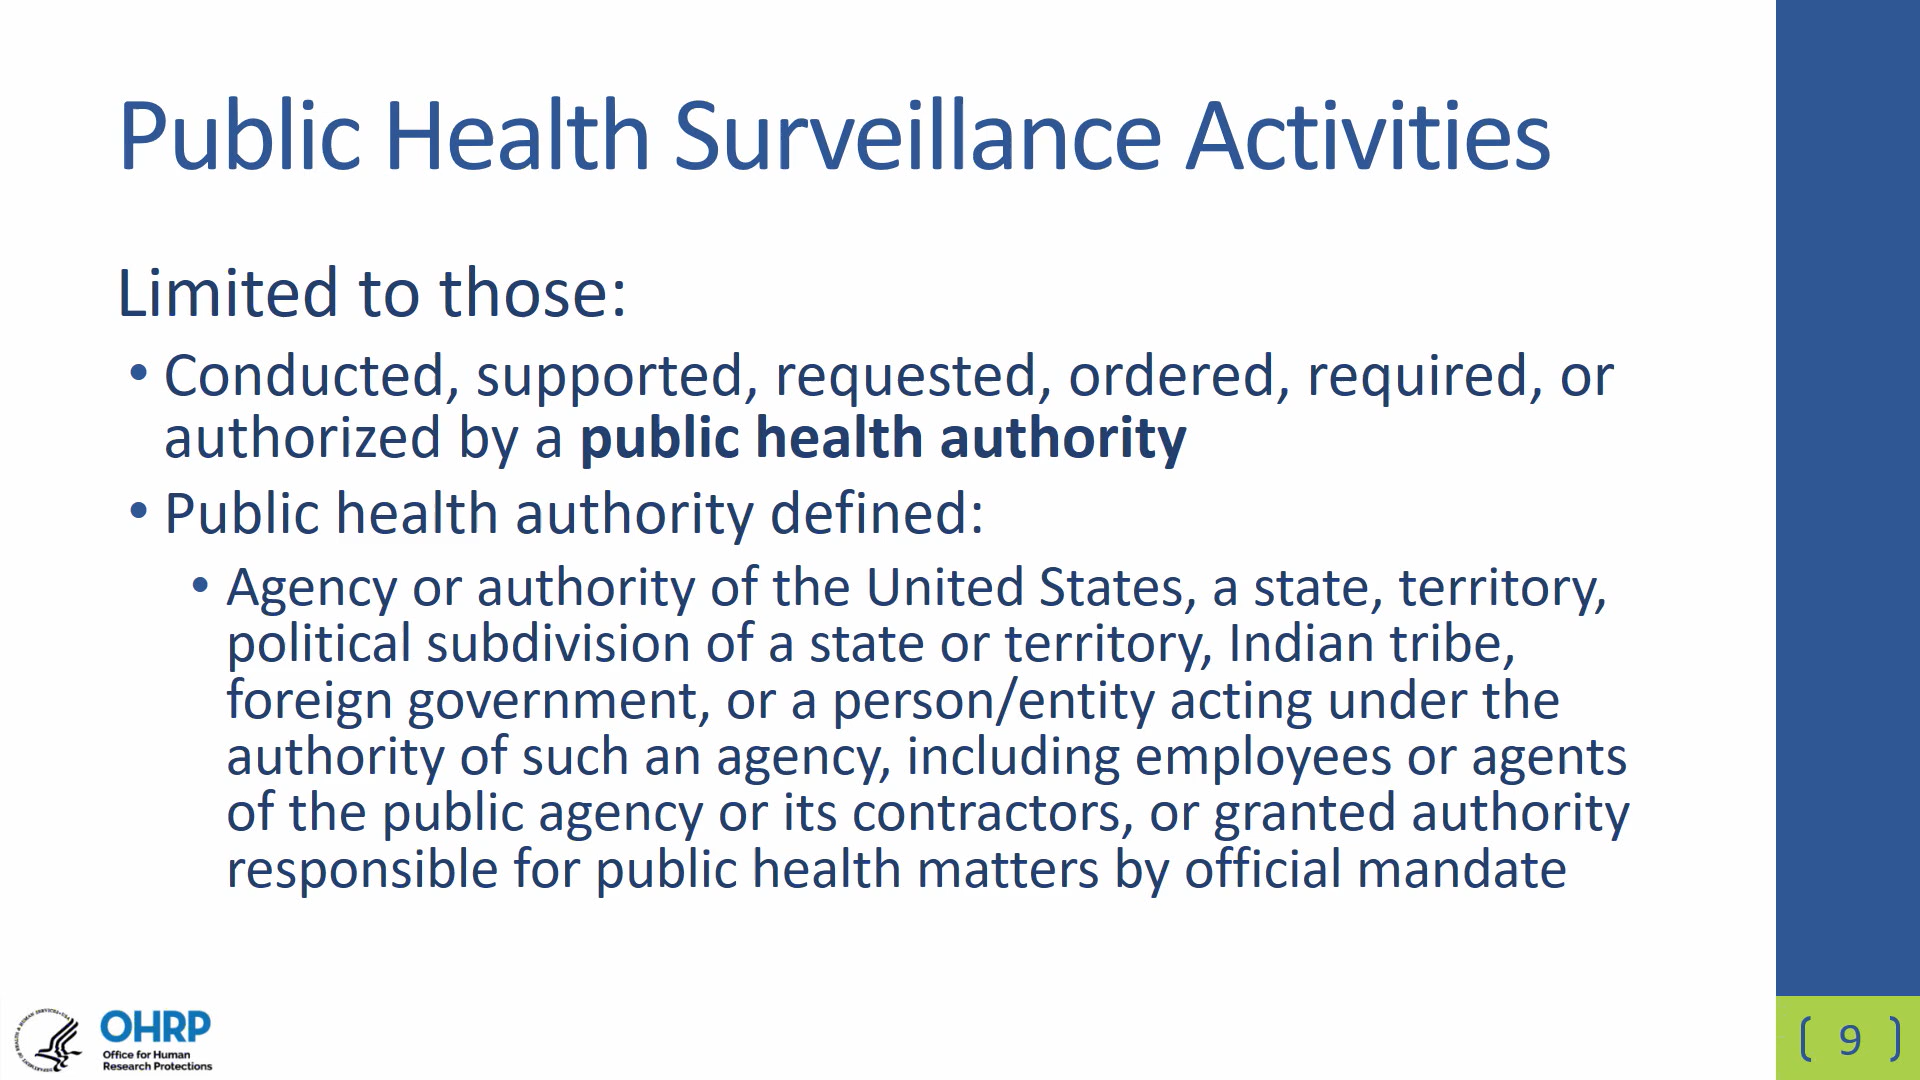 Public Health Surveillance Activities
Limited to those:
• Conducted, supported, requested, ordered, required, or
authorized by a public health authority
• Public health authority defined:
• Agency or authority of the United States, a state, territory,
political subdivision of a state or territory, Indian tribe,
foreign government, or a person/entity acting under the
authority of such an agency, including employees or agents
of the public agency or its contractors, or granted authority
responsible for public health matters by official mandate
OHRP
Office for Human
Research Protections
9